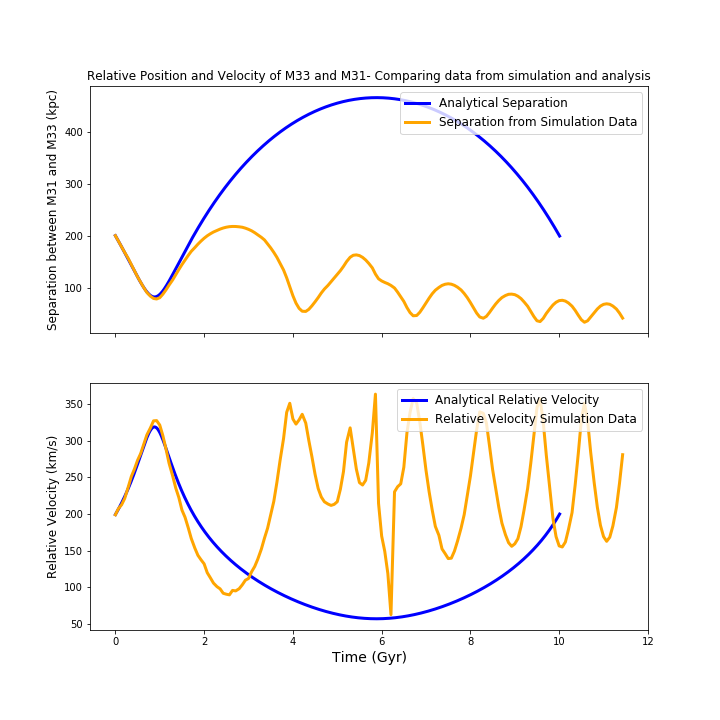 Relative Position and Velocity of M33 and M31- Comparing data from simulation and analysis
Separation between M31 and M33 (kpc)
400
300
200
100
Analytical Separation
Separation from Simulation Data
Relative Velocity (km/s)
350
300
250
200
150
100
50
Analytical Relative Velocity
Relative Velocity Simulation Data
0 2 4 6 8 10 12
Time (Gyr)